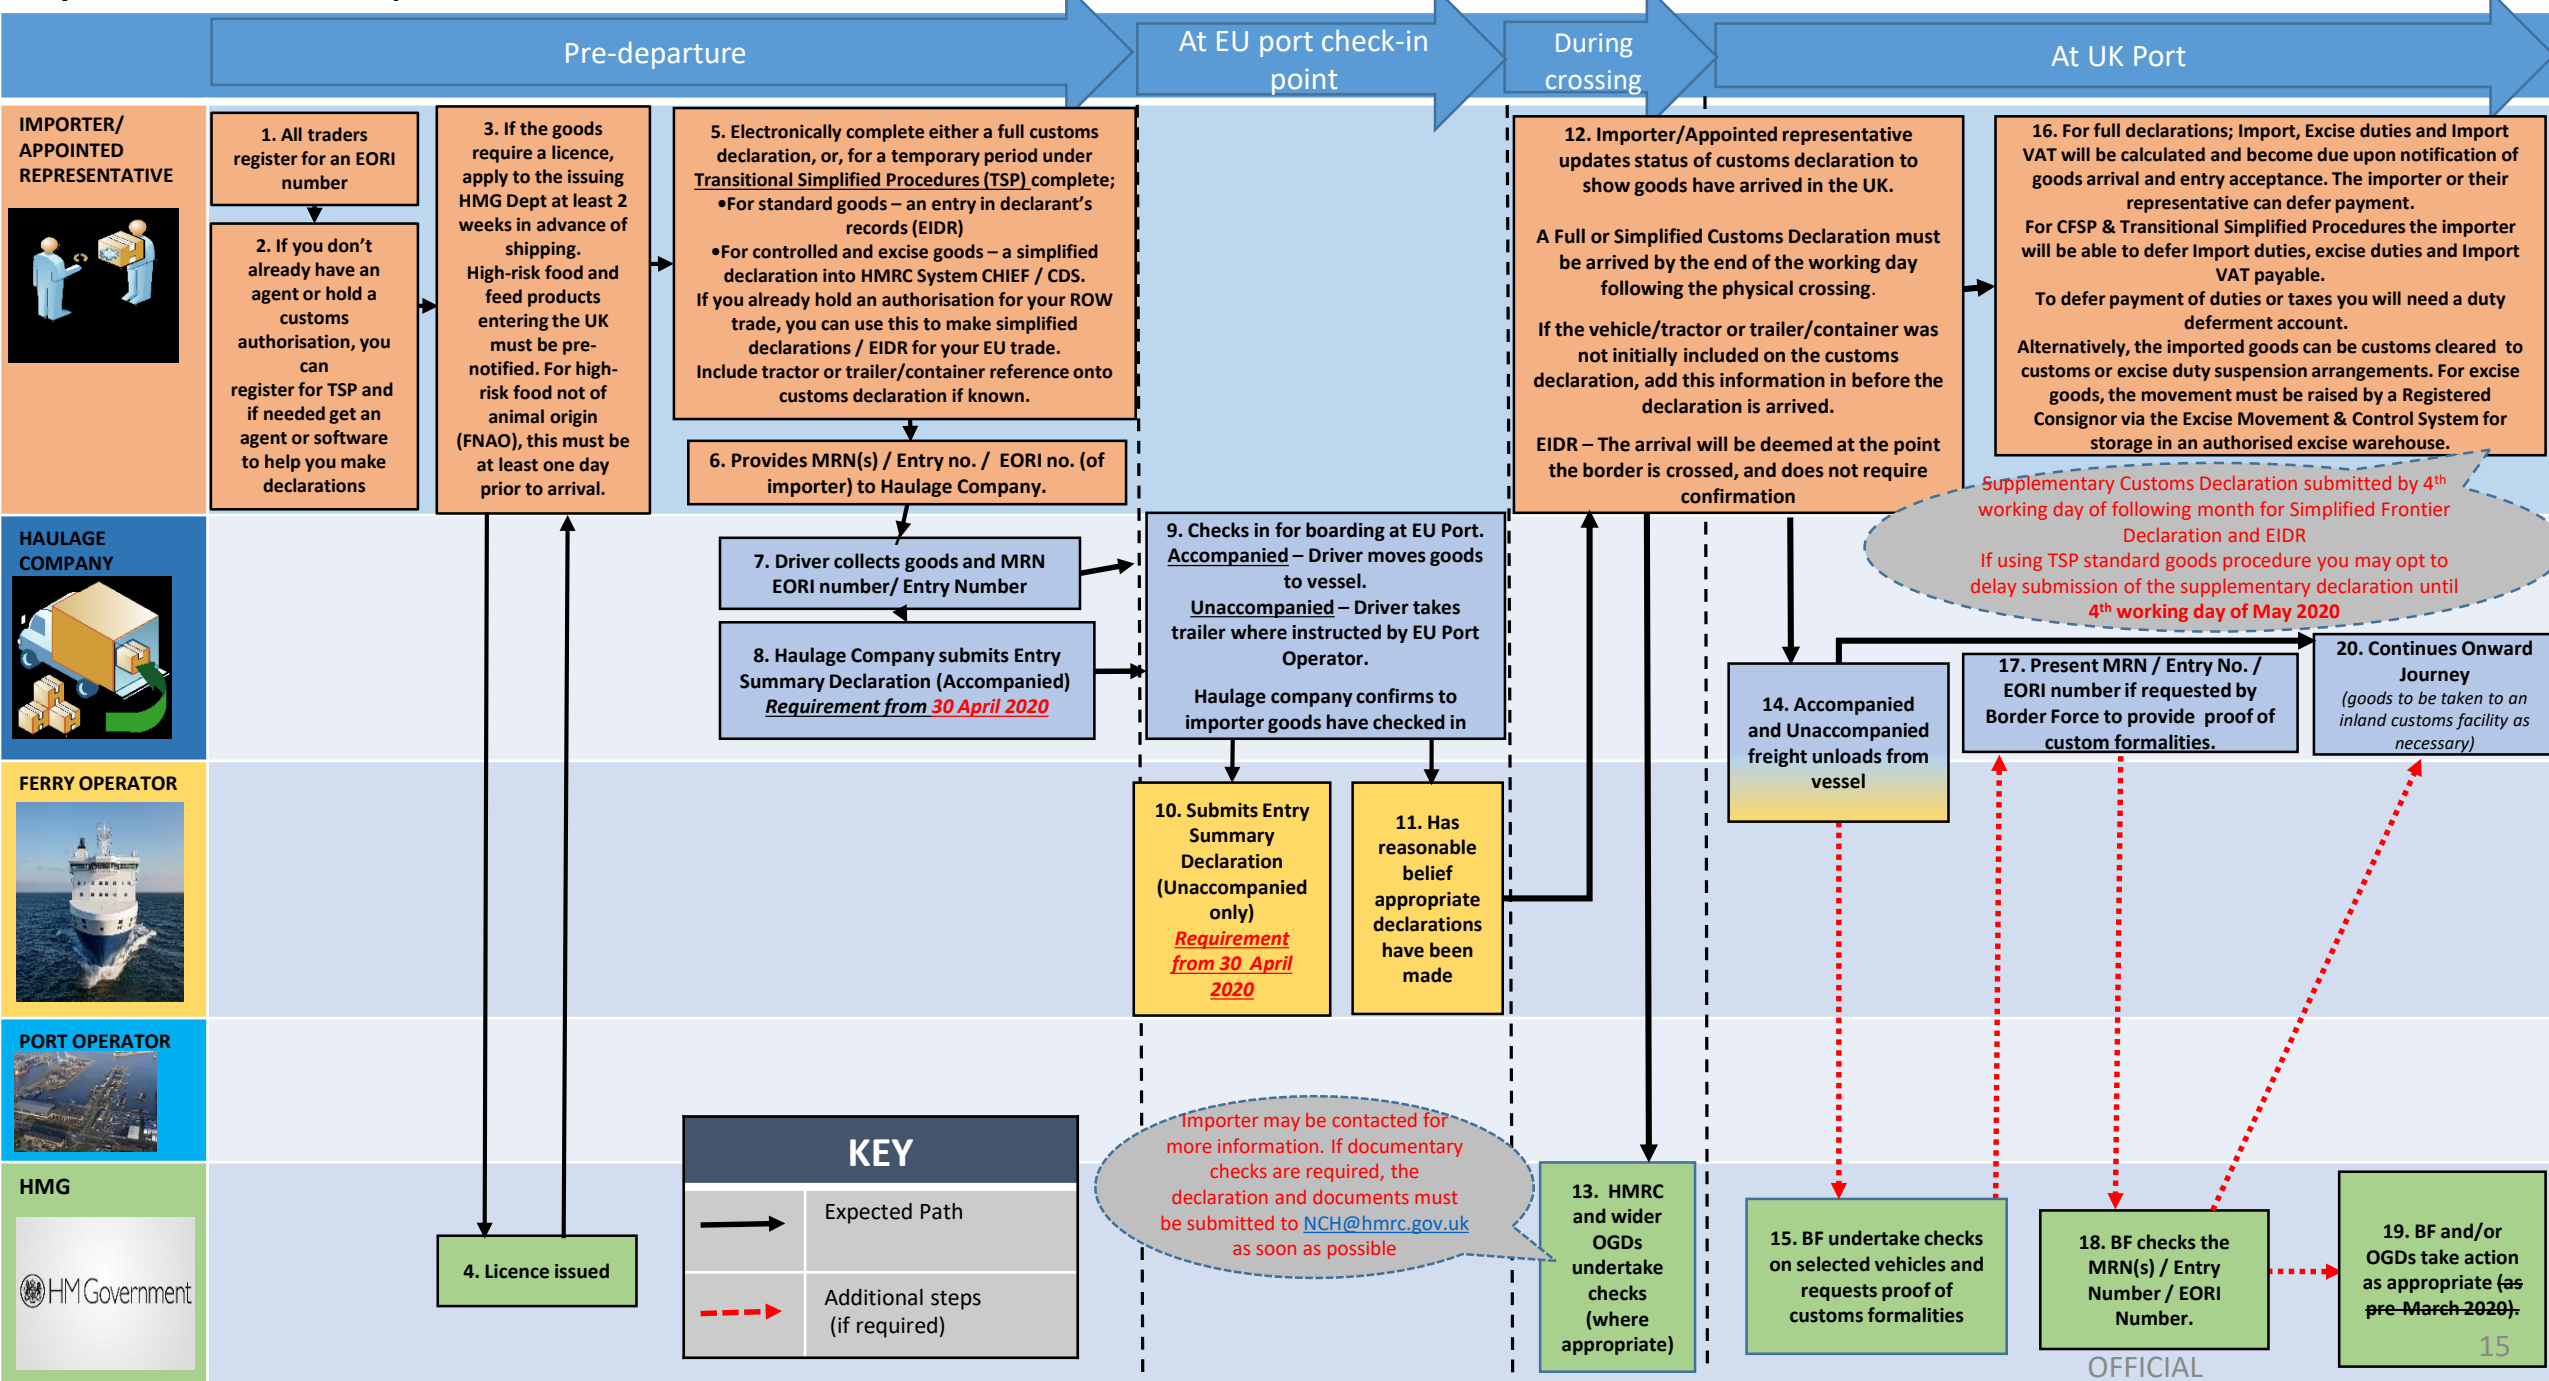 Pre-departure
At EU port check-in
point
During
crossing
At UK Port
IMPORTER/
APPOINTED
REPRESENTATIVE
1. All traders
register for an EORI
number
2. If you don't
already have an
agent or hold a
customs
authorisation, you
can
register for TSP and
if needed get an
agent or software
to help you make
declarations
3. If the goods
require a licence,
apply to the issuing
HMG Dept at least 2
weeks in advance of
shipping.
High-risk food and
feed products
entering the UK
must be pre-
notified. For high-
risk food not of
animal origin
(FNAO), this must be
at least one day
prior to arrival.
5. Electronically complete either a full customs
declaration, or, for a temporary period under
Transitional Simplified Procedures (TSP) complete;
•For standard goods – an entry in declarant's
records (EIDR)
•For controlled and excise goods – a simplified
declaration into HMRC System CHIEF / CDS.
If you already hold an authorisation for your ROW
trade, you can use this to make simplified
declarations / EIDR for your EU trade.
Include tractor or trailer/container reference onto
customs declaration if known.
6. Provides MRN(s) / Entry no. / EORI no. (of
importer) to Haulage Company.
12. Importer/Appointed representative
updates status of customs declaration to
show goods have arrived in the UK.
A Full or Simplified Customs Declaration must
be arrived by the end of the working day
following the physical crossing.
If the vehicle/tractor or trailer/container was
not initially included on the customs
declaration, add this information in before the
declaration is arrived.
EIDR – The arrival will be deemed at the point
the border is crossed, and does not require
confirmation
16. For full declarations; Import, Excise duties and Import
VAT will be calculated and become due upon notification of
goods arrival and entry acceptance. The importer or their
representative can defer payment.
For CFSP & Transitional Simplified Procedures the importer
will be able to defer Import duties, excise duties and Import
VAT payable.
To defer payment of duties or taxes you will need a duty
deferment account.
Alternatively, the imported goods can be customs cleared to
customs or excise duty suspension arrangements. For excise
goods, the movement must be raised by a Registered
Consignor via the Excise Movement & Control System for
storage in an authorised excise warehouse.
Supplementary Customs Declaration submitted by 4th
working day of following month for Simplified Frontier
Declaration and EIDR
If using TSP standard goods procedure you may opt to
delay submission of the supplementary declaration until
4th working day of May 2020
HAULAGE
COMPANY
7. Driver collects goods and MRN
EORI number/ Entry Number
8. Haulage Company submits Entry
Summary Declaration (Accompanied)
Requirement from 30 April 2020
9. Checks in for boarding at EU Port.
Accompanied – Driver moves goods
to vessel.
Unaccompanied – Driver takes
trailer where instructed by EU Port
Operator.
Haulage company confirms to
importer goods have checked in
14. Accompanied
and Unaccompanied
freight unloads from
vessel
17. Present MRN / Entry No. /
EORI number if requested by
Border Force to provide proof of
custom formalities.
20. Continues Onward
Journey
(goods to be taken to an
inland customs facility as
necessary)
FERRY OPERATOR
10. Submits Entry
Summary
Declaration
(Unaccompanied
only)
Requirement
from 30 April
2020
11. Has
reasonable
belief
appropriate
declarations
have been
made
PORT OPERATOR
HMG
HM Government
4. Licence issued
KEY
Expected Path
Additional steps
(if required)
Importer may be contacted for
more information. If documentary
checks are required, the
declaration and documents must
be submitted to NCH@hmrc.gov.uk
as soon as possible
13. HMRC
and wider
OGDs
undertake
checks
(where
appropriate)
15. BF undertake checks
on selected vehicles and
requests proof of
customs formalities
18. BF checks the
MRN(s) / Entry
Number / EORI
Number.
19. BF and/or
OGDs take action
as appropriate (as
pre-March 2020).
15
OFFICIAL